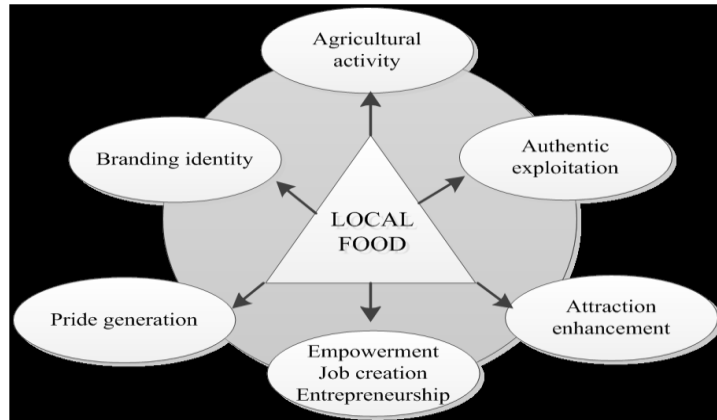 Agricultural
activity
Branding identity
Authentic
exploitation
LOCAL
FOOD
Pride generation
Attraction
enhancement
Empowerment
Job creation
Entrepreneurship